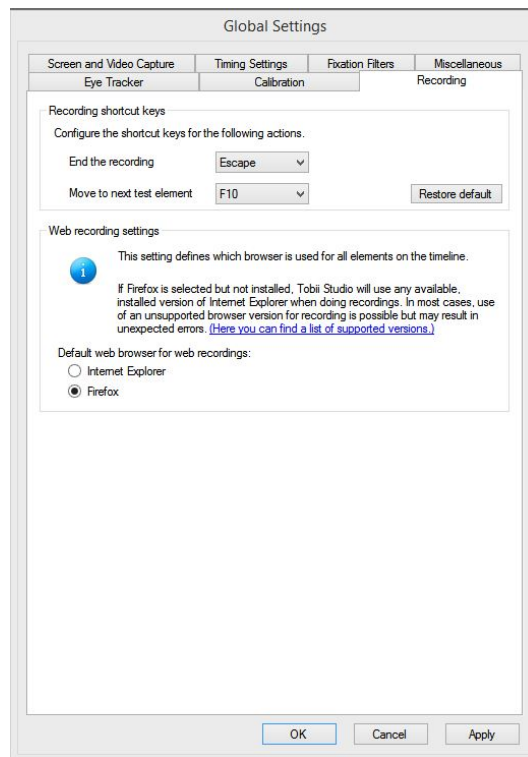 Global Settings
Screen and Video Capture Timing Settings Fixation Filters Miscellaneous
Eye Tracker Calibration Recording
Recording shortcut keys
Configure the shortcut keys for the following actions.
End the recording Escape
Move to next test element F10 Restore default
Web recording settings
This setting defines which browser is used for all elements on the timeline.
If Firefox is selected but not installed, Tobii Studio will use any available,
installed version of Internet Explorer when doing recordings. In most cases, use
of an unsupported browser version for recording is possible but may result in
unexpected errors. (Here you can find a list of supported versions.)
Default web browser for web recordings:
Internet Explorer
Firefox
OK Cancel Apply